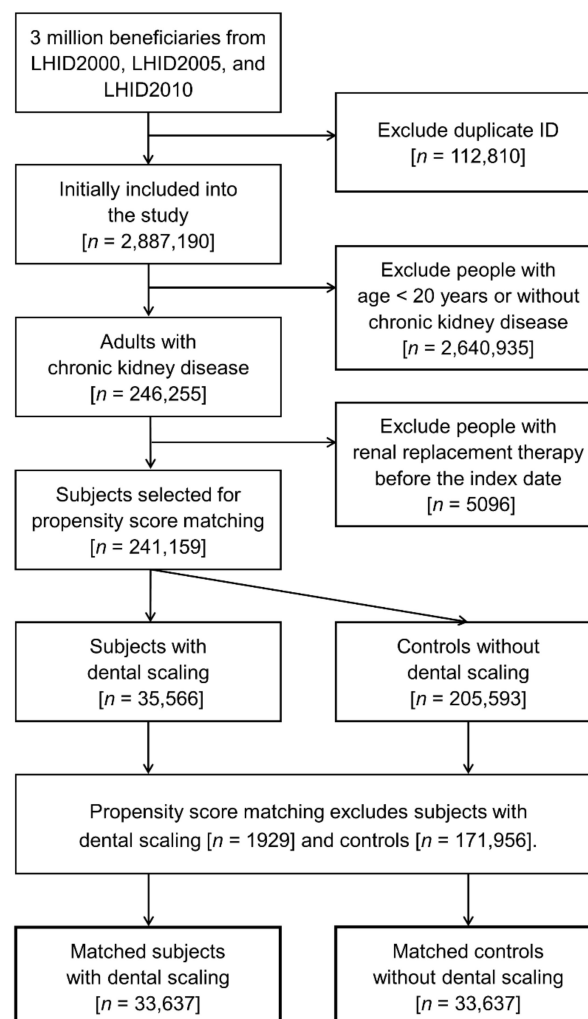 3 million beneficiaries from
LHID2000, LHID2005, and
LHID2010
Exclude duplicate ID
[n = 112,810]
Initially included into
the study
[n = 2,887,190]
Exclude people with
age < 20 years or without
chronic kidney disease
[n = 2,640,935]
Adults with
chronic kidney disease
[n = 246,255]
Exclude people with
renal replacement therapy
before the index date
[n = 5096]
Subjects selected for
propensity score matching
[n = 241,159]
Subjects with
dental scaling
[n = 35,566]
Controls without
dental scaling
[n = 205,593]
Propensity score matching excludes subjects with
dental scaling [n = 1929] and controls [n = 171,956].
Matched subjects
with dental scaling
[n = 33,637]
Matched controls
without dental scaling
[n = 33,637]